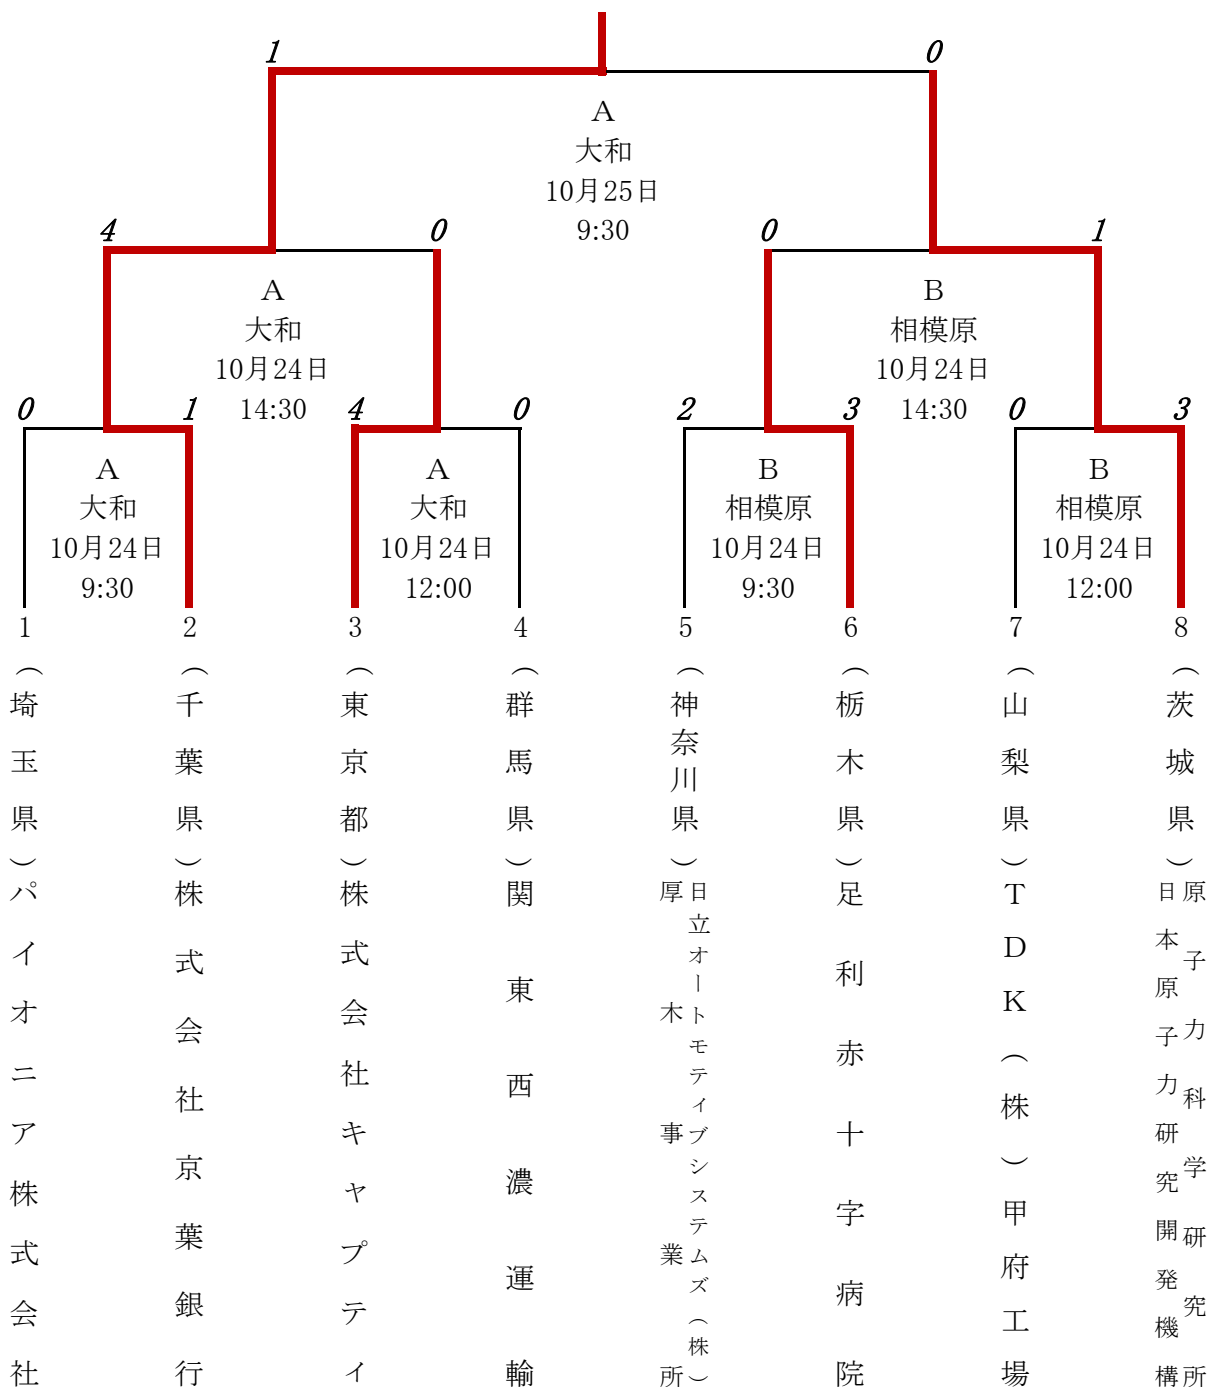 1
0
A
大和
10月25日
9:30
4
0
0
1
A
大和
10月24日
14:30
B
相模原
10月24日
14:30
0
1
4
0
2
3
0
3
A
大和
10月24日
9:30
A
大和
10月24日
12:00
B
相模原
10月24日
9:30
B
相模原
10月24日
12:00
1
2
3
4
5
6
7
8
（埼玉県）パイオニア株式会社
（千葉県）株式会社京葉銀行
（東京都）株式会社キャプティ
（群馬県）関東西濃運輸
（神奈川県）
日立オートモティブシステムズ（株）
厚木事業所
（栃木県）足利赤十字病院
（山梨県）TDK（株）甲府工場
（茨城県）
日本原子力研究開発機構
原子力科学研究所